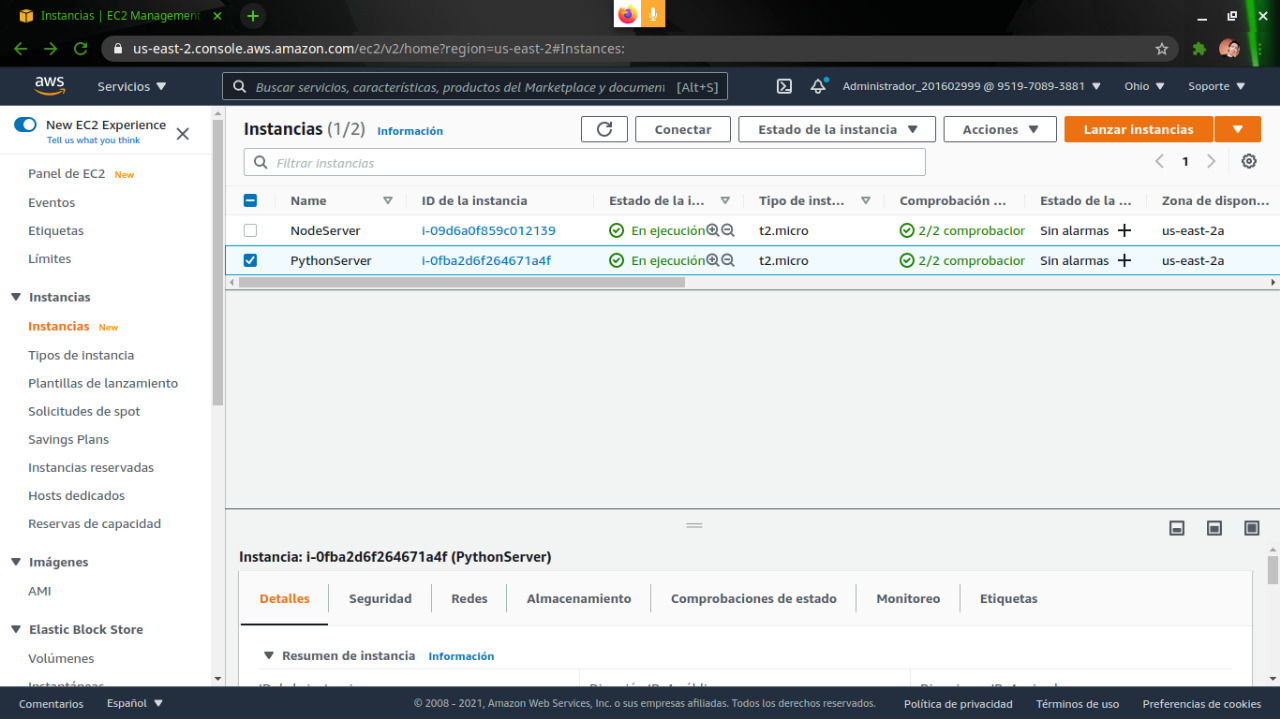 Instancias | EC2 Management
us-east-2.console.aws.amazon.com/ec2/v2/home?region=us-east-2#Instances:
aws
Servicios
Buscar servicios, características, productos del Marketplace y documen [Alt+S]
Administrador_201602999 @ 9519-7089-3881
Ohio
Soporte
New EC2 Experience
Tell us what you think
Panel de EC2 New
Eventos
Etiquetas
Límites
Instancias
Instancias New
Tipos de instancia
Plantillas de lanzamiento
Solicitudes de spot
Savings Plans
Instancias reservadas
Hosts dedicados
Reservas de capacidad
Imágenes
AMI
Elastic Block Store
Volúmenes
Instancias (1/2) Información
Conectar
Estado de la instancia
Acciones
Lanzar instancias
Filtrar instancias
1
Name ID de la instancia Estado de la i... Tipo de inst... Comprobación ... Estado de la ... Zona de dispon...
NodeServer i-09d6a0f859c012139 En ejecución t2.micro 2/2 comprobacior Sin alarmas us-east-2a
PythonServer i-0fba2d6f264671a4f En ejecución t2.micro 2/2 comprobacior Sin alarmas us-east-2a
Instancia: i-0fba2d6f264671a4f (PythonServer)
Detalles Seguridad Redes Almacenamiento Comprobaciones de estado Monitoreo Etiquetas
Resumen de instancia Información
Comentarios Español © 2008 - 2021, Amazon Web Services, Inc. o sus empresas afiliadas. Todos los derechos reservados. Política de privacidad Términos de uso Preferencias de cookies